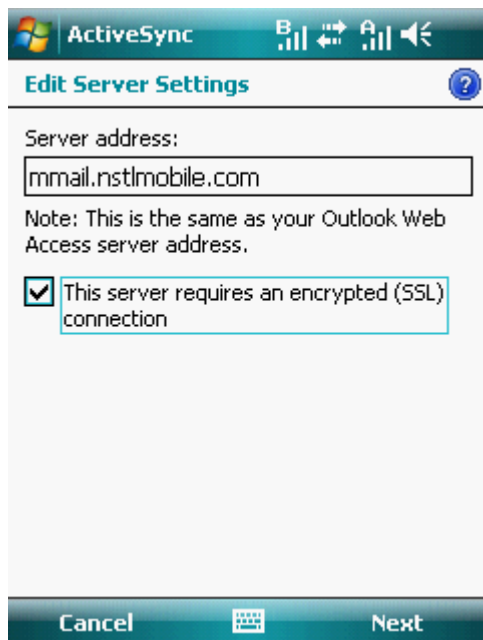 ActiveSync B A
Edit Server Settings ?
Server address:
mmail.nstlmobile.com
Note: This is the same as your Outlook Web
Access server address.
This server requires an encrypted (SSL)
connection
Cancel Next